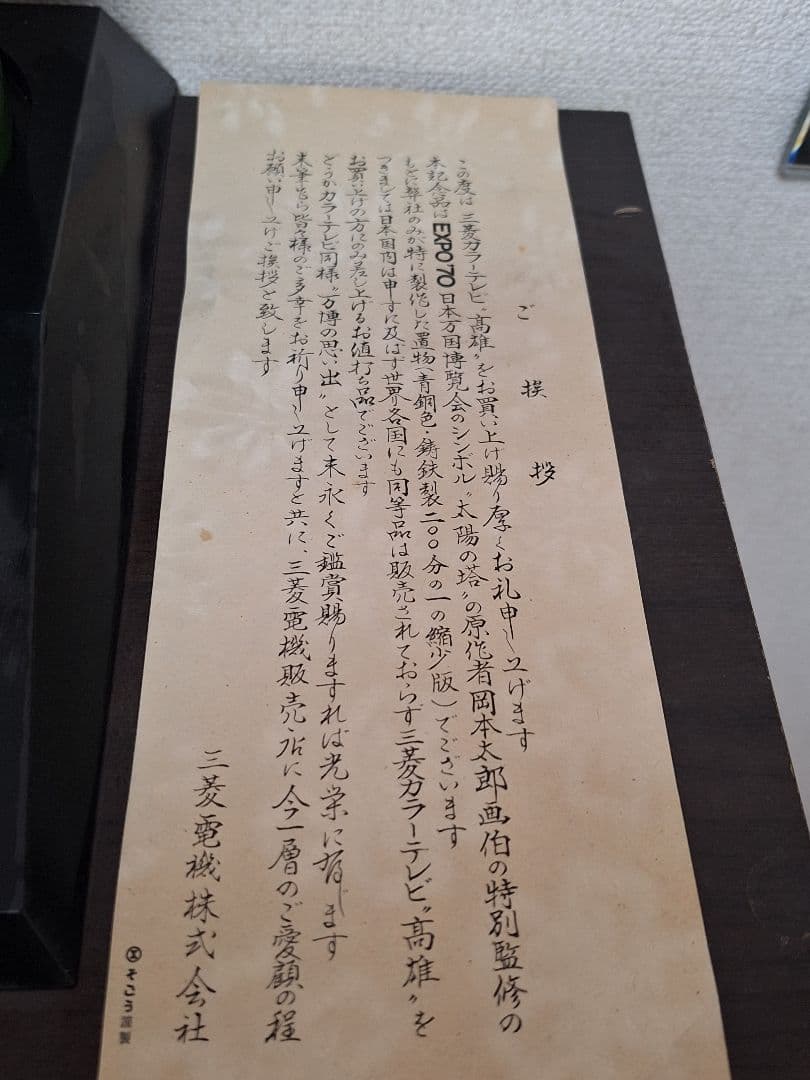 ご挨拶
この度は三菱カラーテレビ〝高雄〟をお買い上げ賜り厚くお礼申し上げます
本記念品はEXPO'70日本万国博覧会のシンボル〝太陽の塔〟の原作者岡本太郎画伯の特別監修の
もとに弊社のみが特に製作した置物(青銅色・鋳鉄製二〇〇分の一の縮少版)でございます
つきましては日本国内は申すに及ばず世界各国にも同等品は販売されておらず三菱カラーテレビ〝高雄〟を
お買い上げの方にのみ差し上げるお値打ち品でございます
どうかカラーテレビ同様〝万博の思い出〟として末永くご鑑賞賜りますれば光栄に存じます
末筆乍ら皆々様のご多幸をお祈り申し上げますと共に、三菱電機販売店に今一層のご愛顧の程
お願い申し上げご挨拶と致します
三菱電機株式会社
そごう謹製